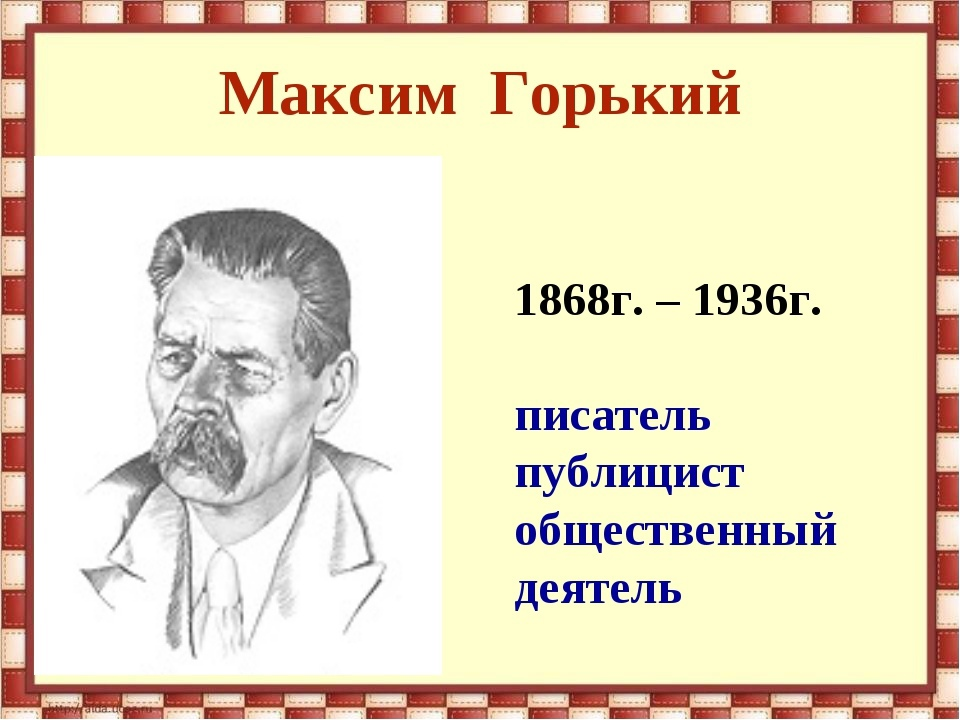 Максим Горький
1868г. – 1936г.
писатель
публицист
общественный
деятель